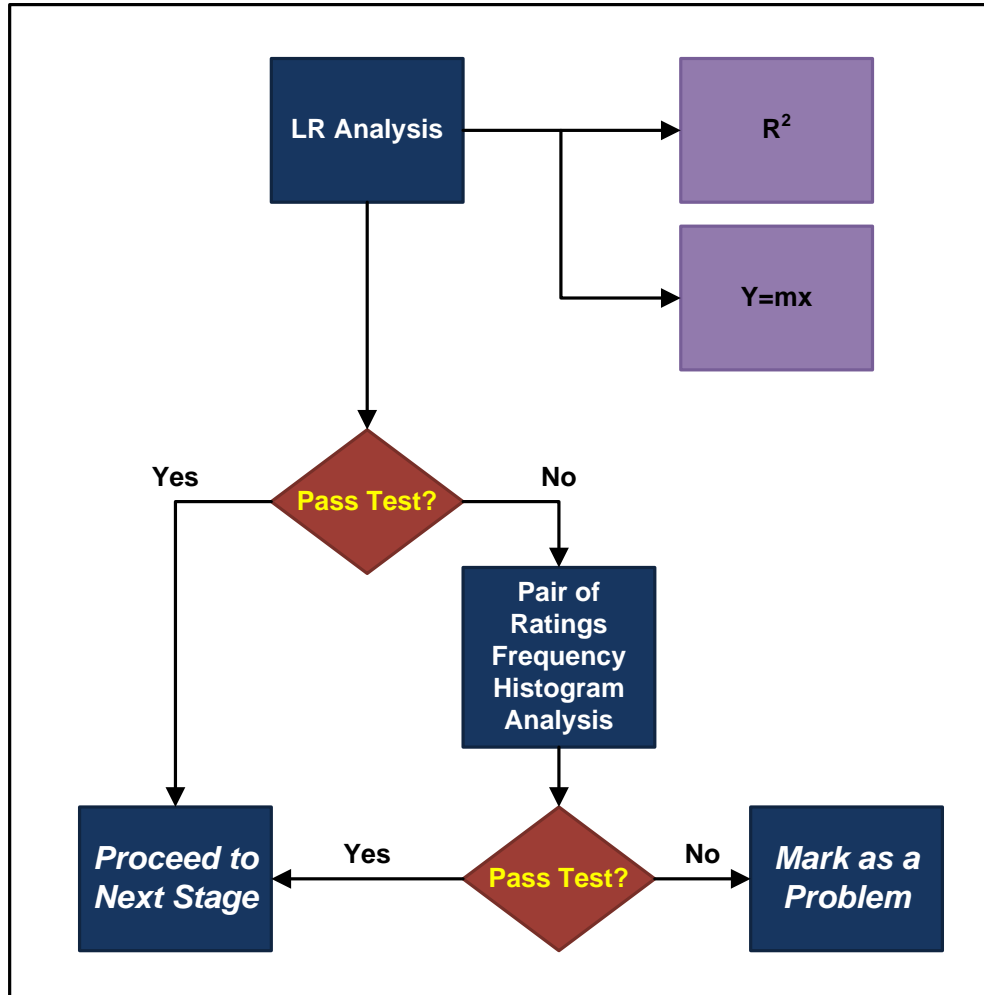 LR Analysis
R²
Y=mx
Yes
No
Pass Test?
Pair of
Ratings
Frequency
Histogram
Analysis
Proceed to
Next Stage
Yes
Pass Test?
No
Mark as a
Problem